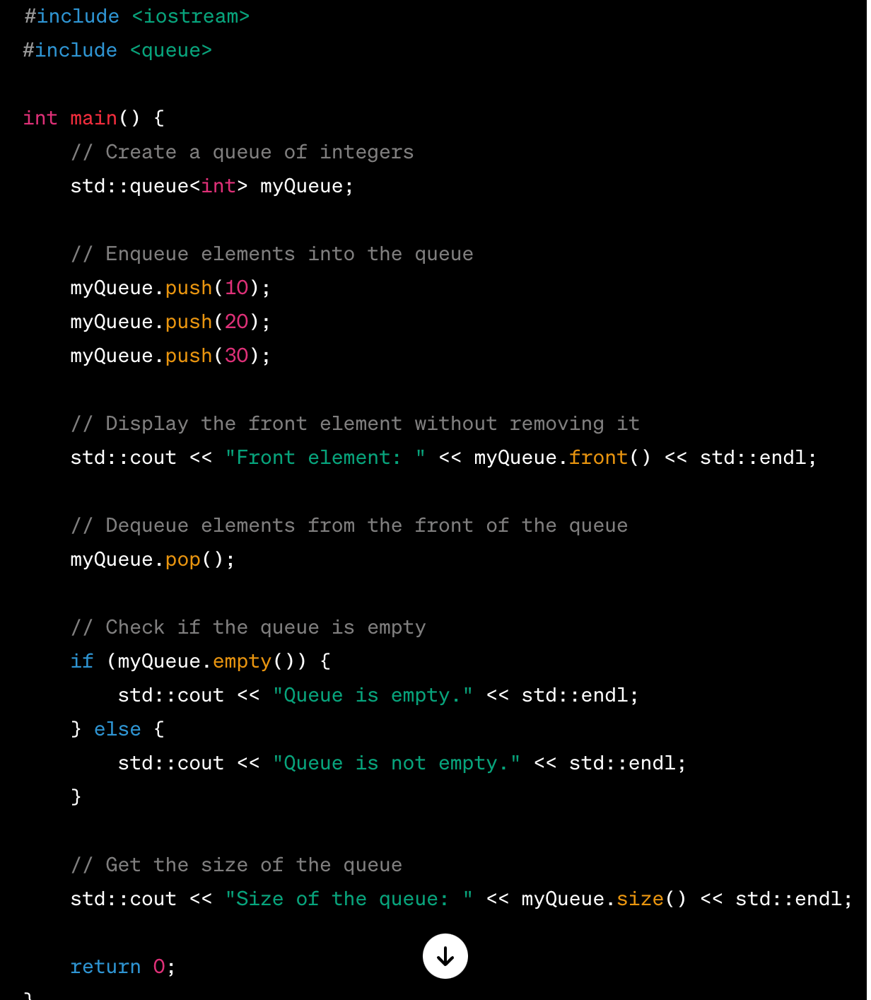 #include <iostream>
#include <queue>
int main() {
// Create a queue of integers
std::queue<int> myQueue;
// Enqueue elements into the queue
myQueue.push(10);
myQueue.push(20);
myQueue.push(30);
// Display the front element without removing it
std::cout << "Front element: " << myQueue.front() << std::endl;
// Dequeue elements from the front of the queue
myQueue.pop();
// Check if the queue is empty
if (myQueue.empty()) {
std::cout << "Queue is empty." << std::endl;
} else {
std::cout << "Queue is not empty." << std::endl;
}
// Get the size of the queue
std::cout << "Size of the queue: " << myQueue.size() << std::endl;
return 0;
}